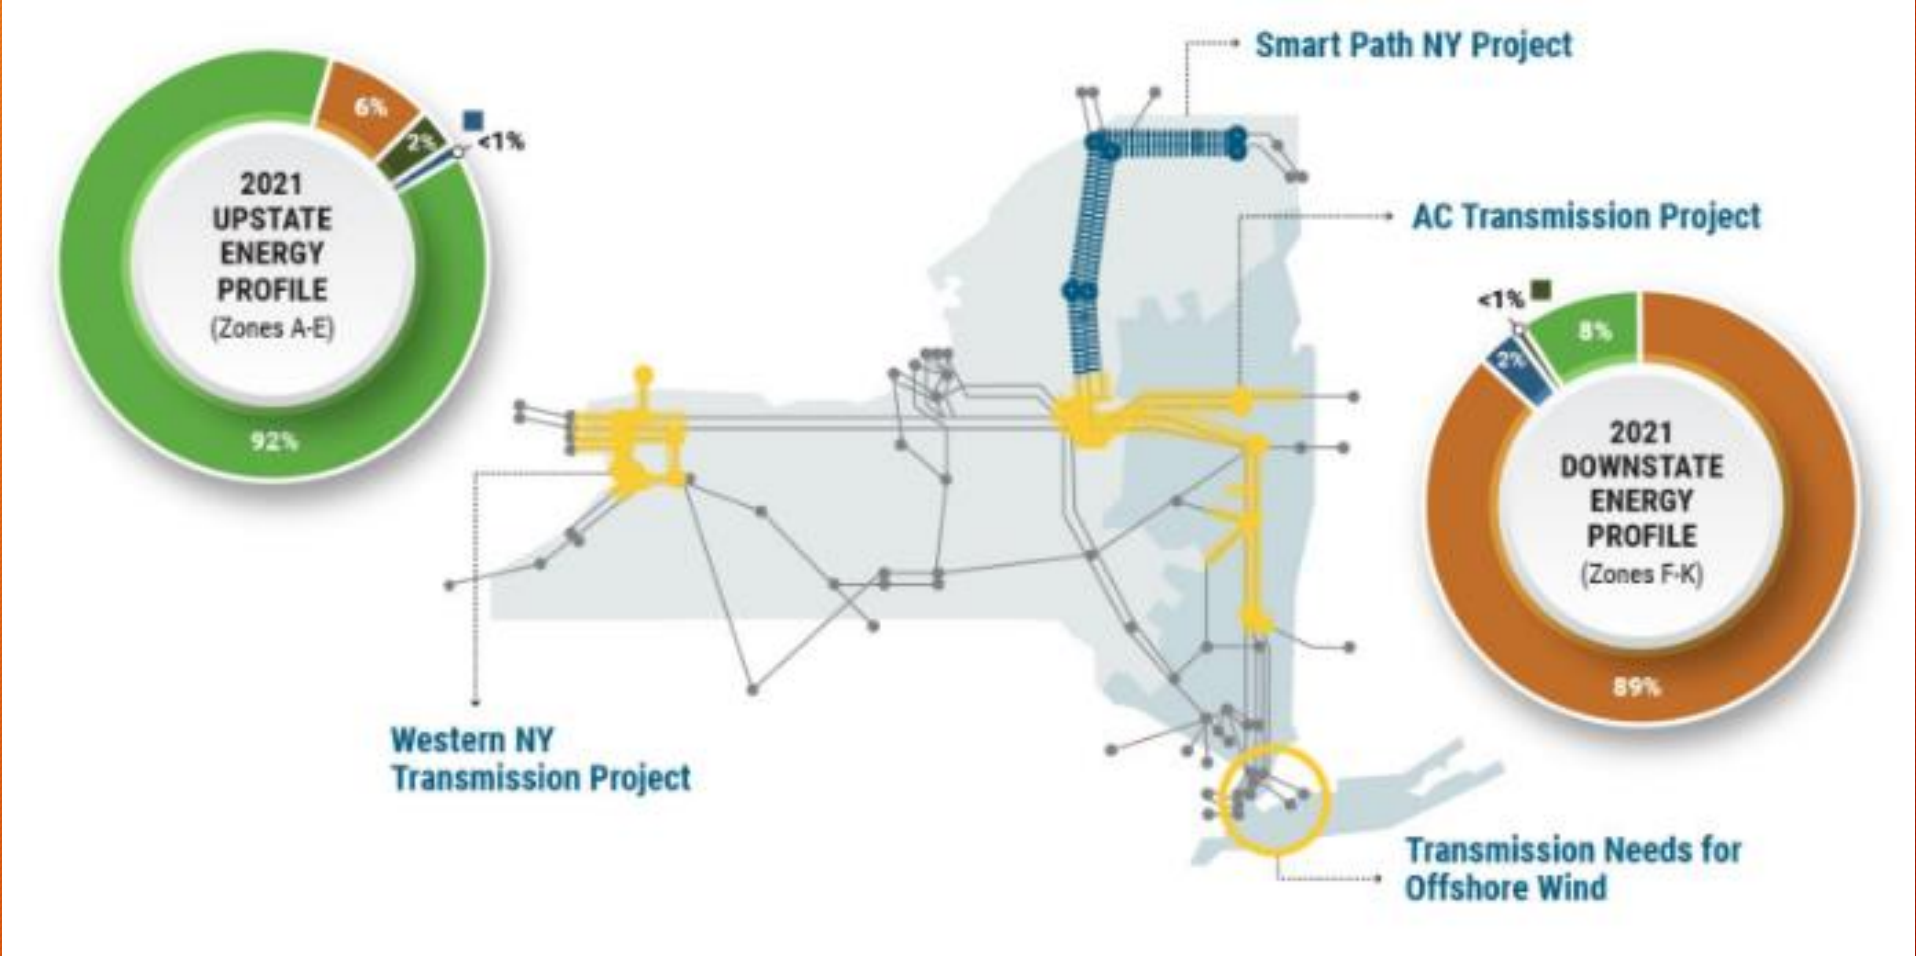 Smart Path NY Project
6%
2%
<1%
2021
UPSTATE
ENERGY
PROFILE
(Zones A-E)
92%
AC Transmission Project
<1%
8%
2%
2021
DOWNSTATE
ENERGY
PROFILE
(Zones F-K)
89%
Western NY
Transmission Project
Transmission Needs for
Offshore Wind